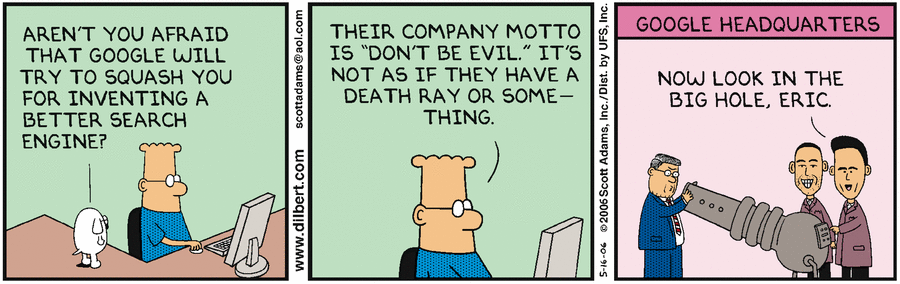 AREN'T YOU AFRAID
THAT GOOGLE WILL
TRY TO SQUASH YOU
FOR INVENTING A
BETTER SEARCH
ENGINE?
www.dilbert.com scottadams@aol.com
THEIR COMPANY MOTTO
IS "DON'T BE EVIL." IT'S
NOT AS IF THEY HAVE A
DEATH RAY OR SOME—
THING.
5-16-06 ©2006 Scott Adams, Inc./Dist. by UFS, Inc.
GOOGLE HEADQUARTERS
NOW LOOK IN THE
BIG HOLE, ERIC.